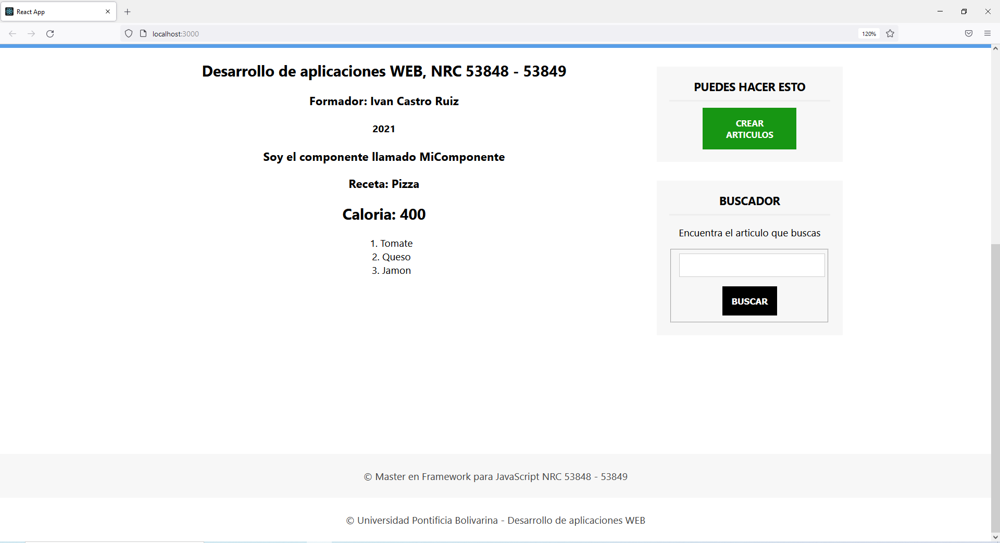 React App
localhost:3000
120%
Desarrollo de aplicaciones WEB, NRC 53848 - 53849
Formador: Ivan Castro Ruiz
2021
Soy el componente llamado MiComponente
Receta: Pizza
Caloria: 400
1. Tomate
2. Queso
3. Jamon
PUEDES HACER ESTO
CREAR
ARTICULOS
BUSCADOR
Encuentra el articulo que buscas
BUSCAR
© Master en Framework para JavaScript NRC 53848 - 53849
© Universidad Pontificia Bolivarina - Desarrollo de aplicaciones WEB